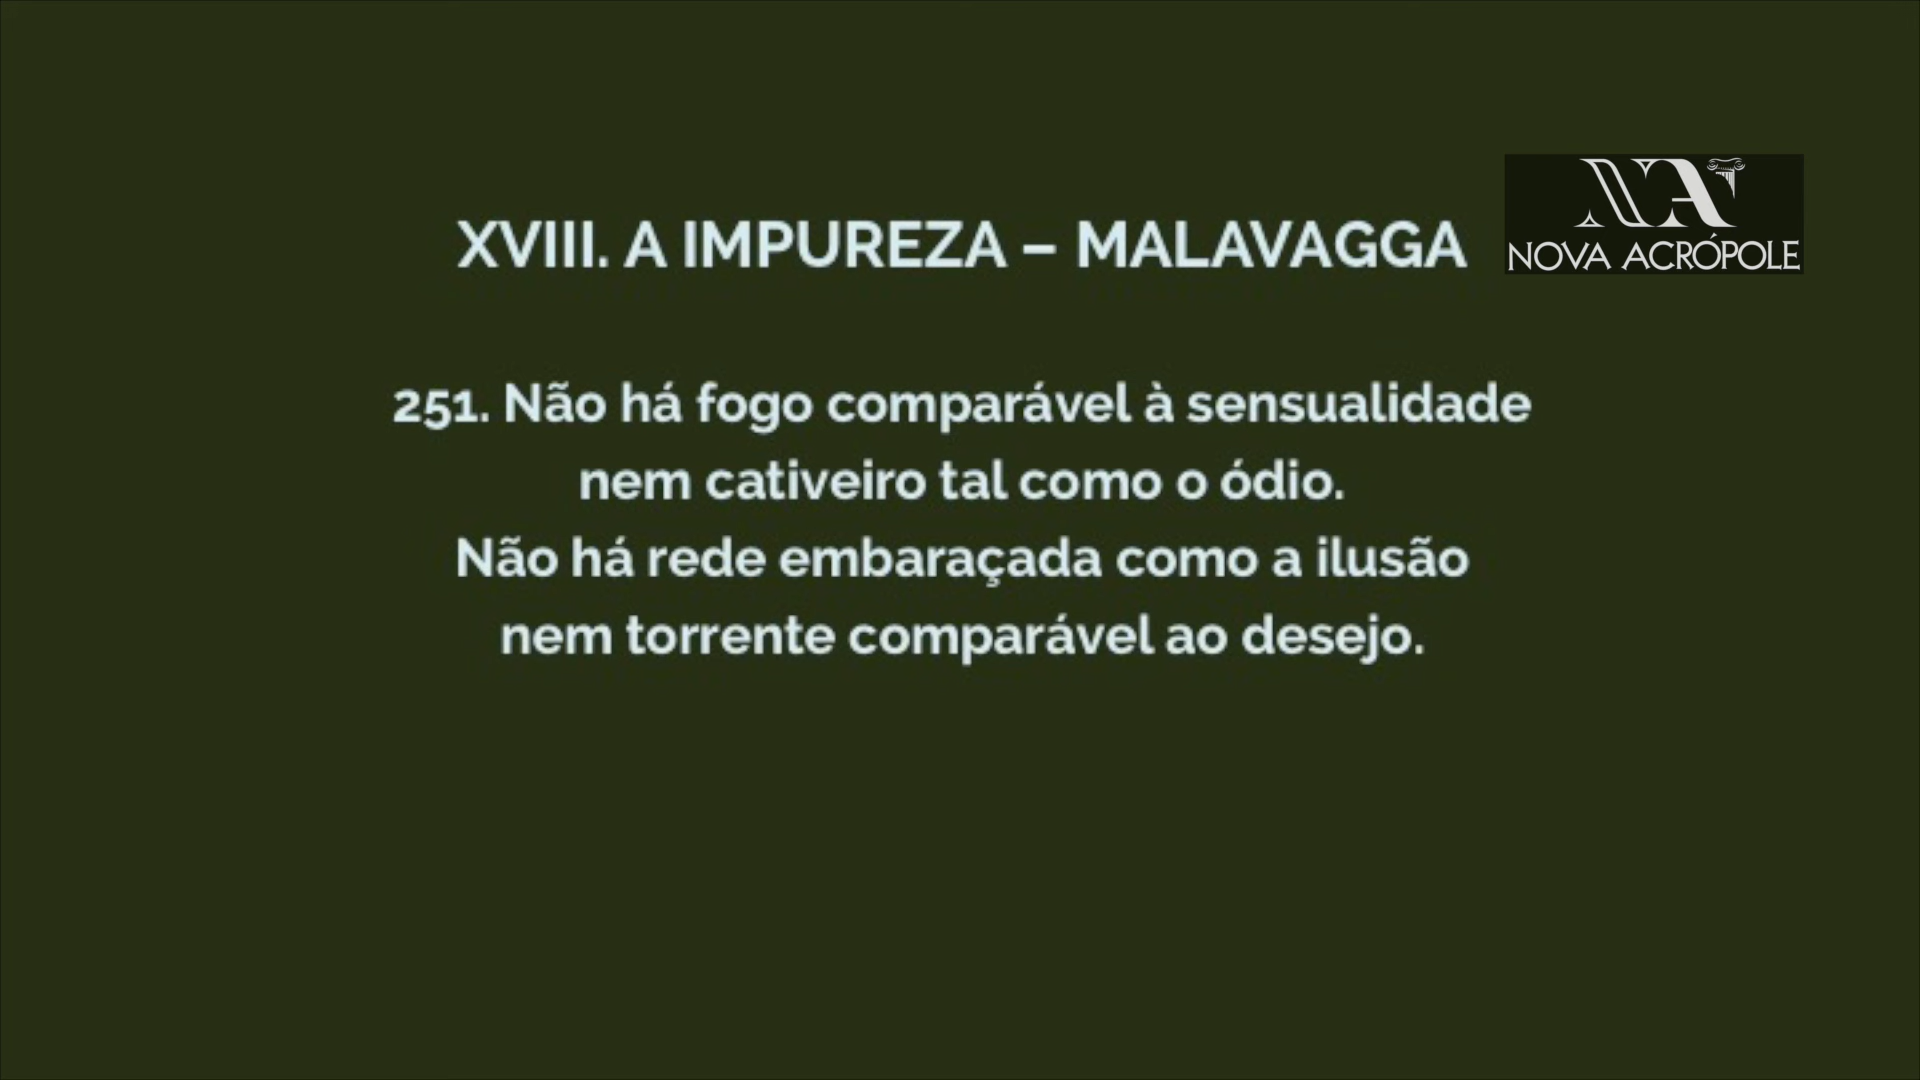 XVIII. A IMPUREZA – MALAVAGGA
NA
NOVA ACRÓPOLE
251. Não há fogo comparável à sensualidade
nem cativeiro tal como o ódio.
Não há rede embaraçada como a ilusão
nem torrente comparável ao desejo.